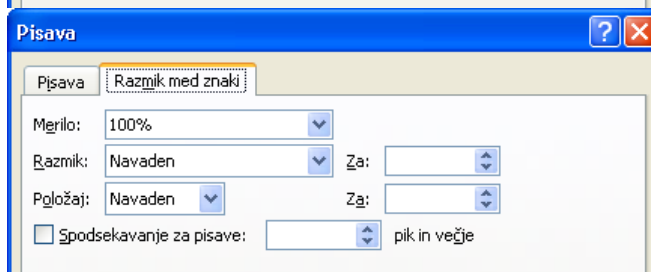 Pisava
Pisava Razmik med znaki
Merilo: 100%
Razmik: Navaden Za:
Položaj: Navaden Za:
Spodsekavanje za pisave: pik in večje